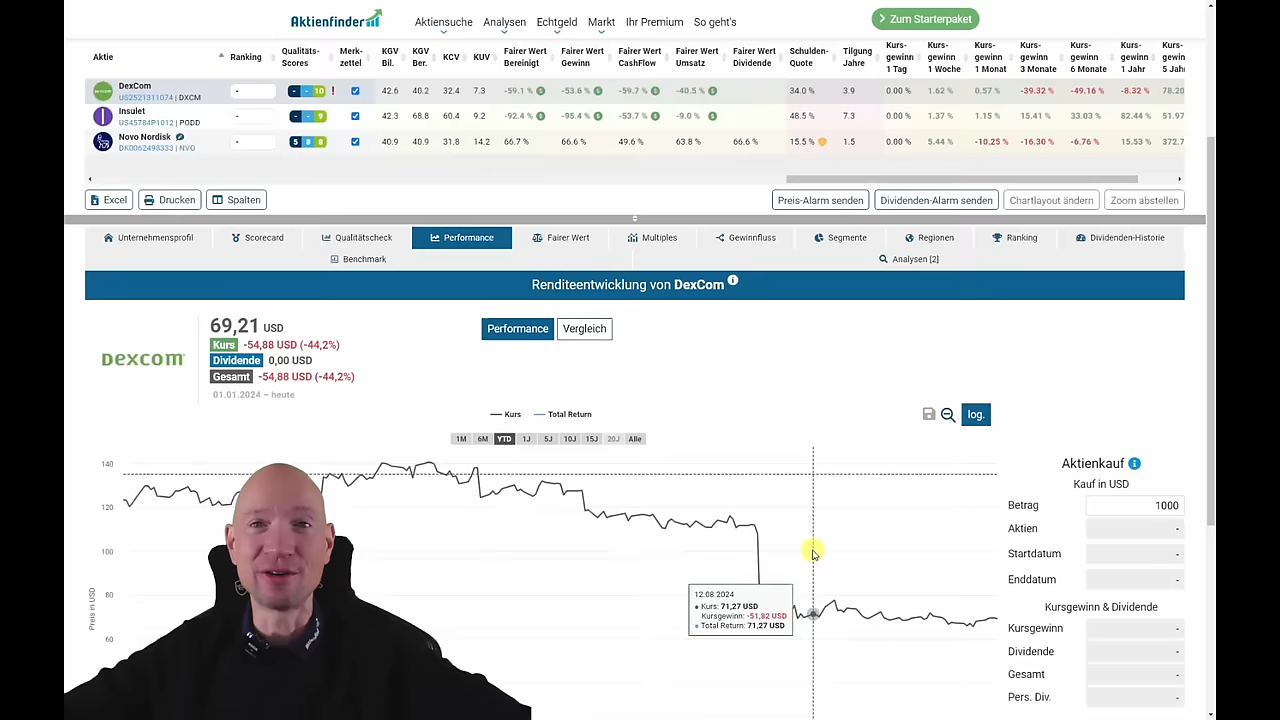 Aktienfinder
Aktiensuche Analysen Echtgeld Markt Ihr Premium So geht's
Zum Starterpaket
Aktie Ranking Qualitäts-Scores Merk-zettel KGV Bil. KGV Ber. KCV KUV Fairer Wert Bereinigt Fairer Wert Gewinn Fairer Wert CashFlow Fairer Wert Umsatz Fairer Wert Dividende Schulden-Quote Tilgung Jahre Kurs-gewinn 1 Tag Kurs-gewinn 1 Woche Kurs-gewinn 1 Monat Kurs-gewinn 3 Monate Kurs-gewinn 6 Monate Kurs-gewinn 1 Jahr Kurs-gewinn 5 Jah
DexCom
US2521311074 | DXCM
- - - 10 ! 42.6 40.2 32.4 7.3 -59.1 % -53.6 % -59.7 % -40.5 % 34.0 % 3.9 0.00 % 1.62 % 0.57 % -39.32 % -49.16 % -8.32 % 78.20
Insulet
US45784P1012 | PODD
- - - 9 42.3 68.8 60.4 9.2 -92.4 % -95.4 % -53.7 % -9.0 % 48.5 % 7.3 0.00 % 1.37 % 1.15 % 15.41 % 33.03 % 82.44 % 51.97
Novo Nordisk
DK0062498333 | NVO
- 5 8 8 40.9 40.9 31.8 14.2 66.7 % 66.6 % 49.6 % 63.8 % 66.6 % 15.5 % 1.5 0.00 % 5.44 % -10.25 % -16.30 % -6.76 % 15.53 % 372.7
Excel Drucken Spalten Preis-Alarm senden Dividenden-Alarm senden Chartlayout ändern Zoom abstellen
Unternehmensprofil Scorecard Qualitätscheck Performance Fairer Wert Multiples Gewinnfluss Segmente Regionen Ranking Dividenden-Historie
Benchmark Analysen [2]
Renditeentwicklung von DexCom
DEXCOM
69,21 USD
Kurs -54,88 USD (-44,2%)
Dividende 0,00 USD
Gesamt -54,88 USD (-44,2%)
01.01.2024 – heute
Performance Vergleich
Kurs Total Return
log.
1M 6M YTD 1J 5J 10J 15J 20J Alle
140
120
100
80
60
Preis in USD
12.08.2024
Kurs: 71,27 USD
Kursgewinn: -51,82 USD
Total Return: 71,27 USD
Aktienkauf
Kauf in USD
Betrag 1000
Aktien -
Startdatum -
Enddatum -
Kursgewinn & Dividende
Kursgewinn -
Dividende -
Gesamt -
Pers. Div. -